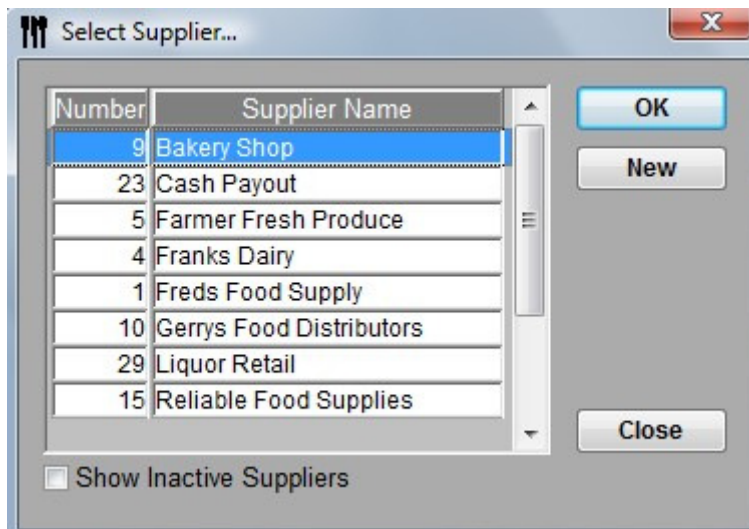 Select Supplier...
Number Supplier Name
9 Bakery Shop
23 Cash Payout
5 Farmer Fresh Produce
4 Franks Dairy
1 Freds Food Supply
10 Gerrys Food Distributors
29 Liquor Retail
15 Reliable Food Supplies
OK
New
Close
Show Inactive Suppliers